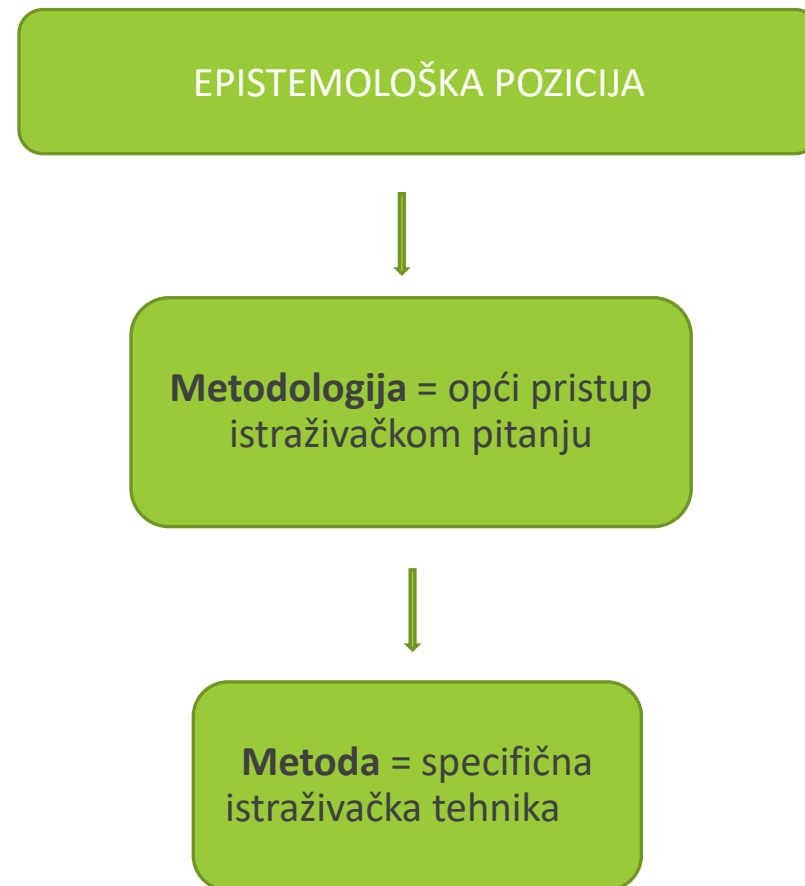 EPISTEMOLOŠKA POZICIJA
Metodologija = opći pristup
istraživačkom pitanju
Metoda = specifična
istraživačka tehnika